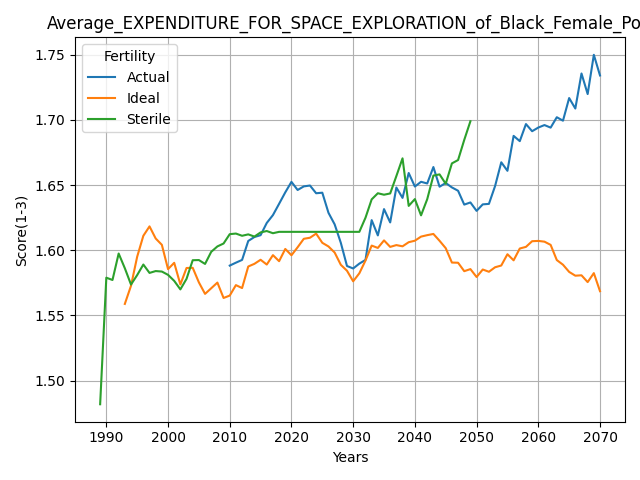 Average_EXPENDITURE_FOR_SPACE_EXPLORATION_of_Black_Female_Po
Fertility
Actual
Ideal
Sterile
Score(1-3)
1.75
1.70
1.65
1.60
1.55
1.50
1990 2000 2010 2020 2030 2040 2050 2060 2070
Years